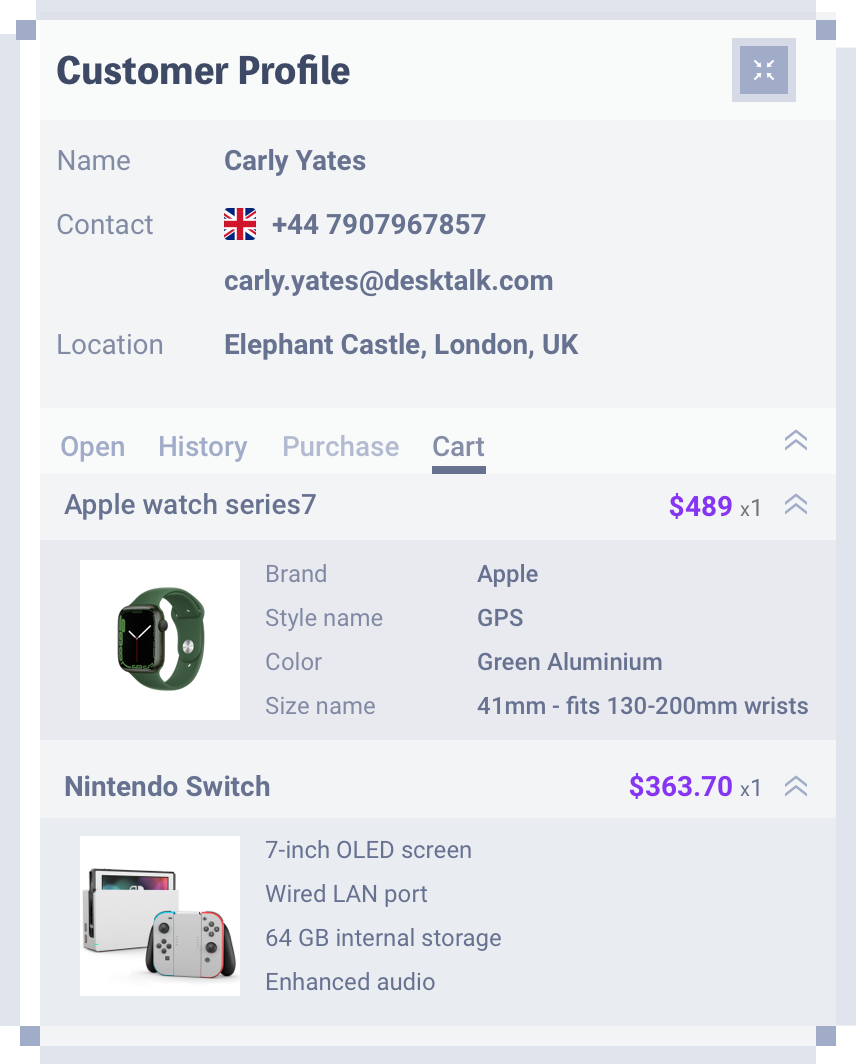 Customer Profile
Name Carly Yates
Contact +44 7907967857
carly.yates@desktalk.com
Location Elephant Castle, London, UK
Open History Purchase Cart
Apple watch series7 $489 x1
Brand Apple
Style name GPS
Color Green Aluminium
Size name 41mm - fits 130-200mm wrists
Nintendo Switch $363.70 x1
7-inch OLED screen
Wired LAN port
64 GB internal storage
Enhanced audio